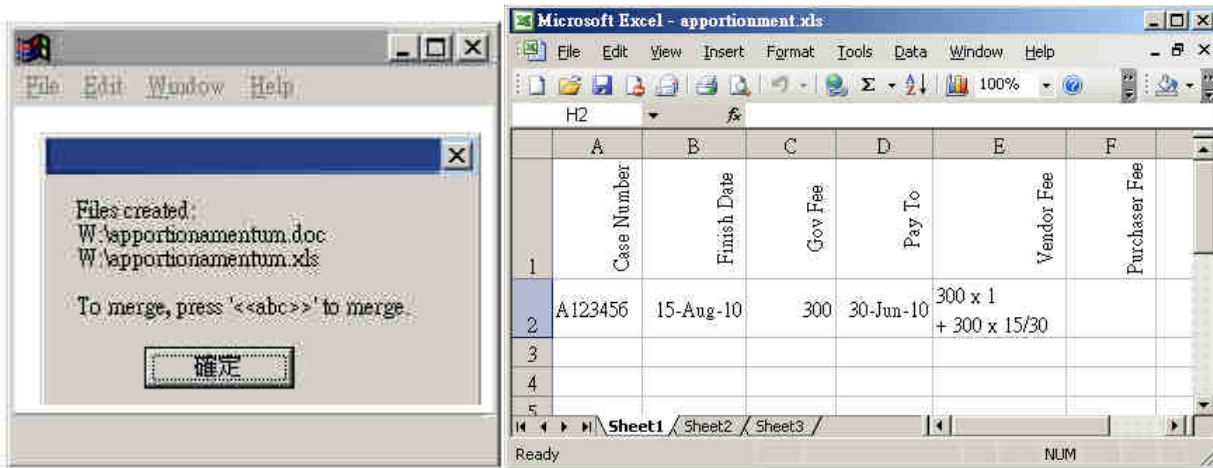 File Edit Window Help
Files created:
W:\apportionamentum.doc
W:\apportionamentum.xls
To merge, press '<<abc>>' to merge.
確定
Microsoft Excel - apportionment.xls
File Edit View Insert Format Tools Data Window Help
100%
H2 fx
A B C D E F
1 Case Number Finish Date Gov Fee Pay To Vendor Fee Purchaser Fee
2 A123456 15-Aug-10 300 30-Jun-10 300 x 1
+ 300 x 15/30
3
4
5
Sheet1 Sheet2 Sheet3
Ready NUM